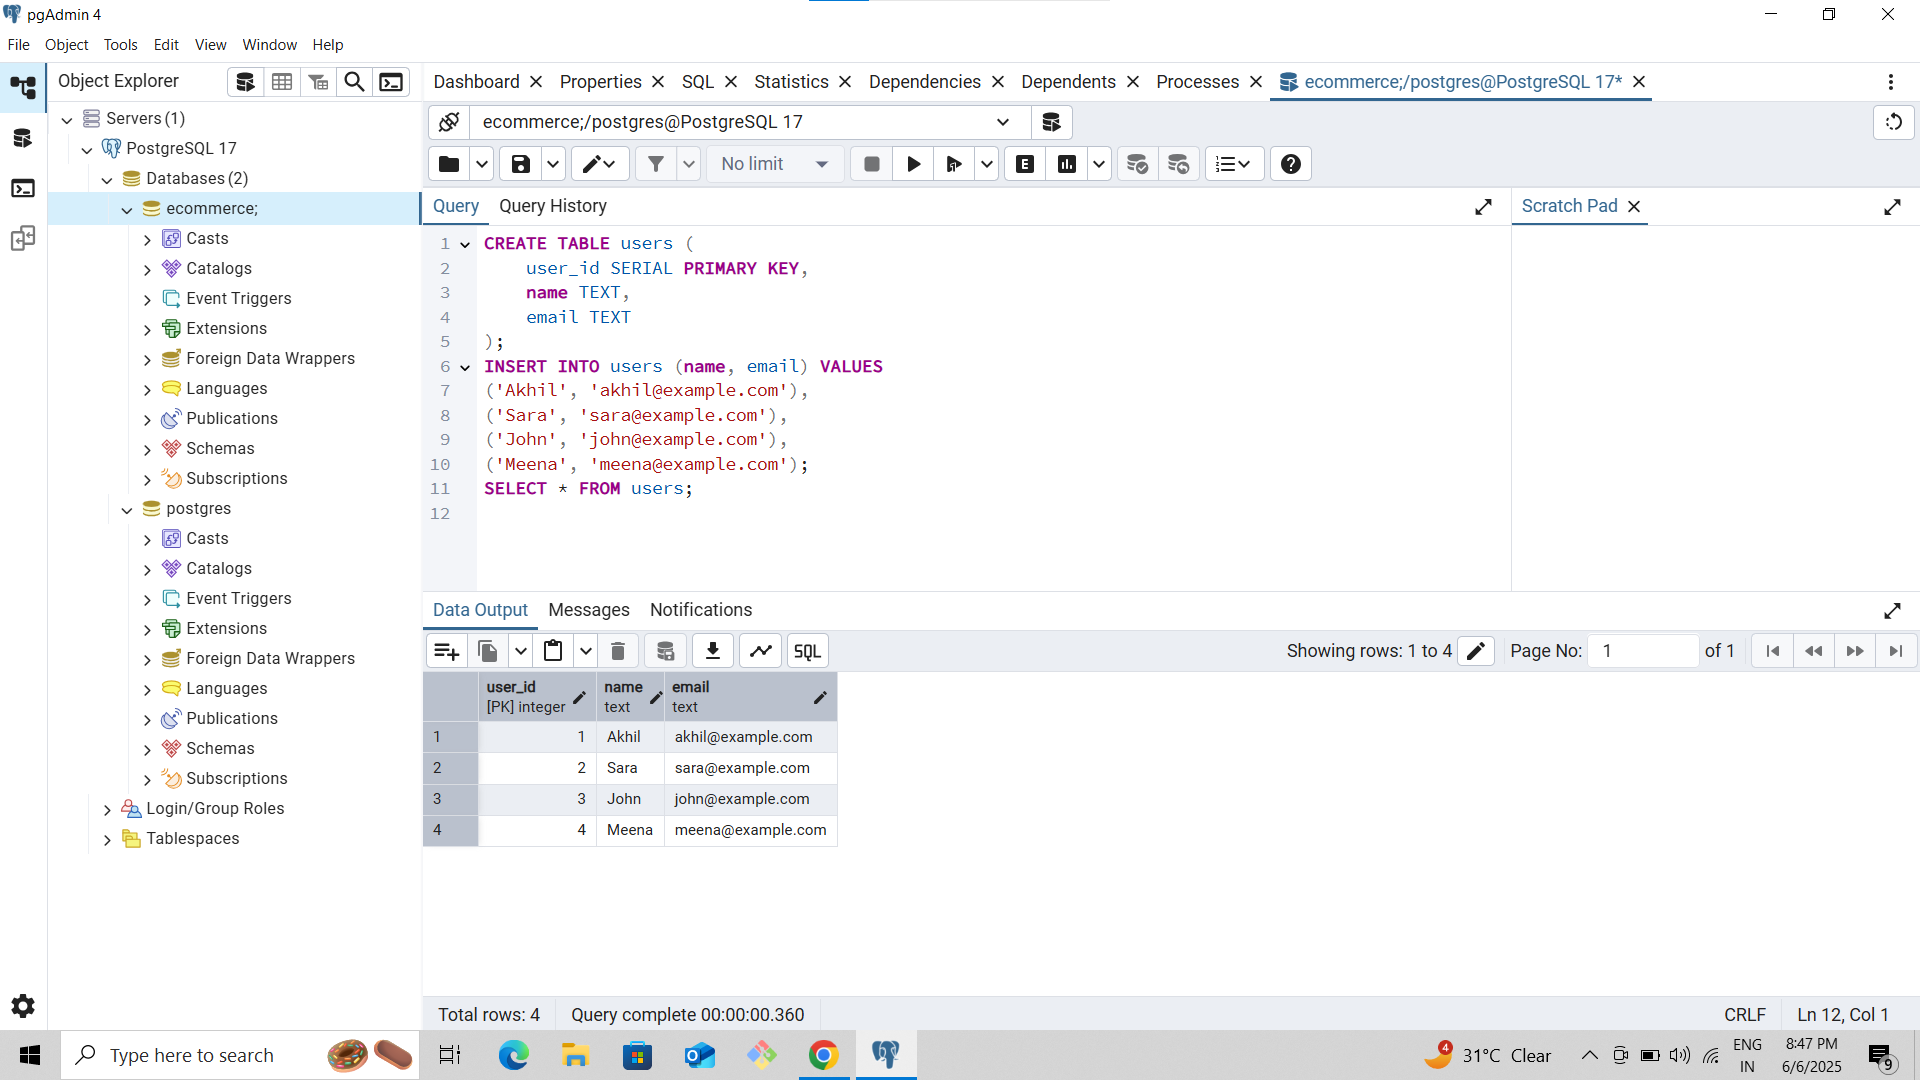 pgAdmin 4
File Object Tools Edit View Window Help
Object Explorer
Dashboard Properties SQL Statistics Dependencies Dependents Processes ecommerce;/postgres@PostgreSQL 17*
Servers (1)
PostgreSQL 17
Databases (2)
ecommerce;
Casts
Catalogs
Event Triggers
Extensions
Foreign Data Wrappers
Languages
Publications
Schemas
Subscriptions
postgres
Casts
Catalogs
Event Triggers
Extensions
Foreign Data Wrappers
Languages
Publications
Schemas
Subscriptions
Login/Group Roles
Tablespaces
ecommerce;/postgres@PostgreSQL 17
No limit
E
Query Query History
Scratch Pad
1 CREATE TABLE users (
2 user_id SERIAL PRIMARY KEY,
3 name TEXT,
4 email TEXT
5 );
6 INSERT INTO users (name, email) VALUES
7 ('Akhil', 'akhil@example.com'),
8 ('Sara', 'sara@example.com'),
9 ('John', 'john@example.com'),
10 ('Meena', 'meena@example.com');
11 SELECT * FROM users;
12
Data Output Messages Notifications
SQL
Showing rows: 1 to 4 Page No: 1 of 1
user_id name email
[PK] integer text text
1 1 Akhil akhil@example.com
2 2 Sara sara@example.com
3 3 John john@example.com
4 4 Meena meena@example.com
Total rows: 4 Query complete 00:00:00.360 CRLF Ln 12, Col 1
Type here to search
4 31°C Clear
ENG
IN
8:47 PM
6/6/2025
9